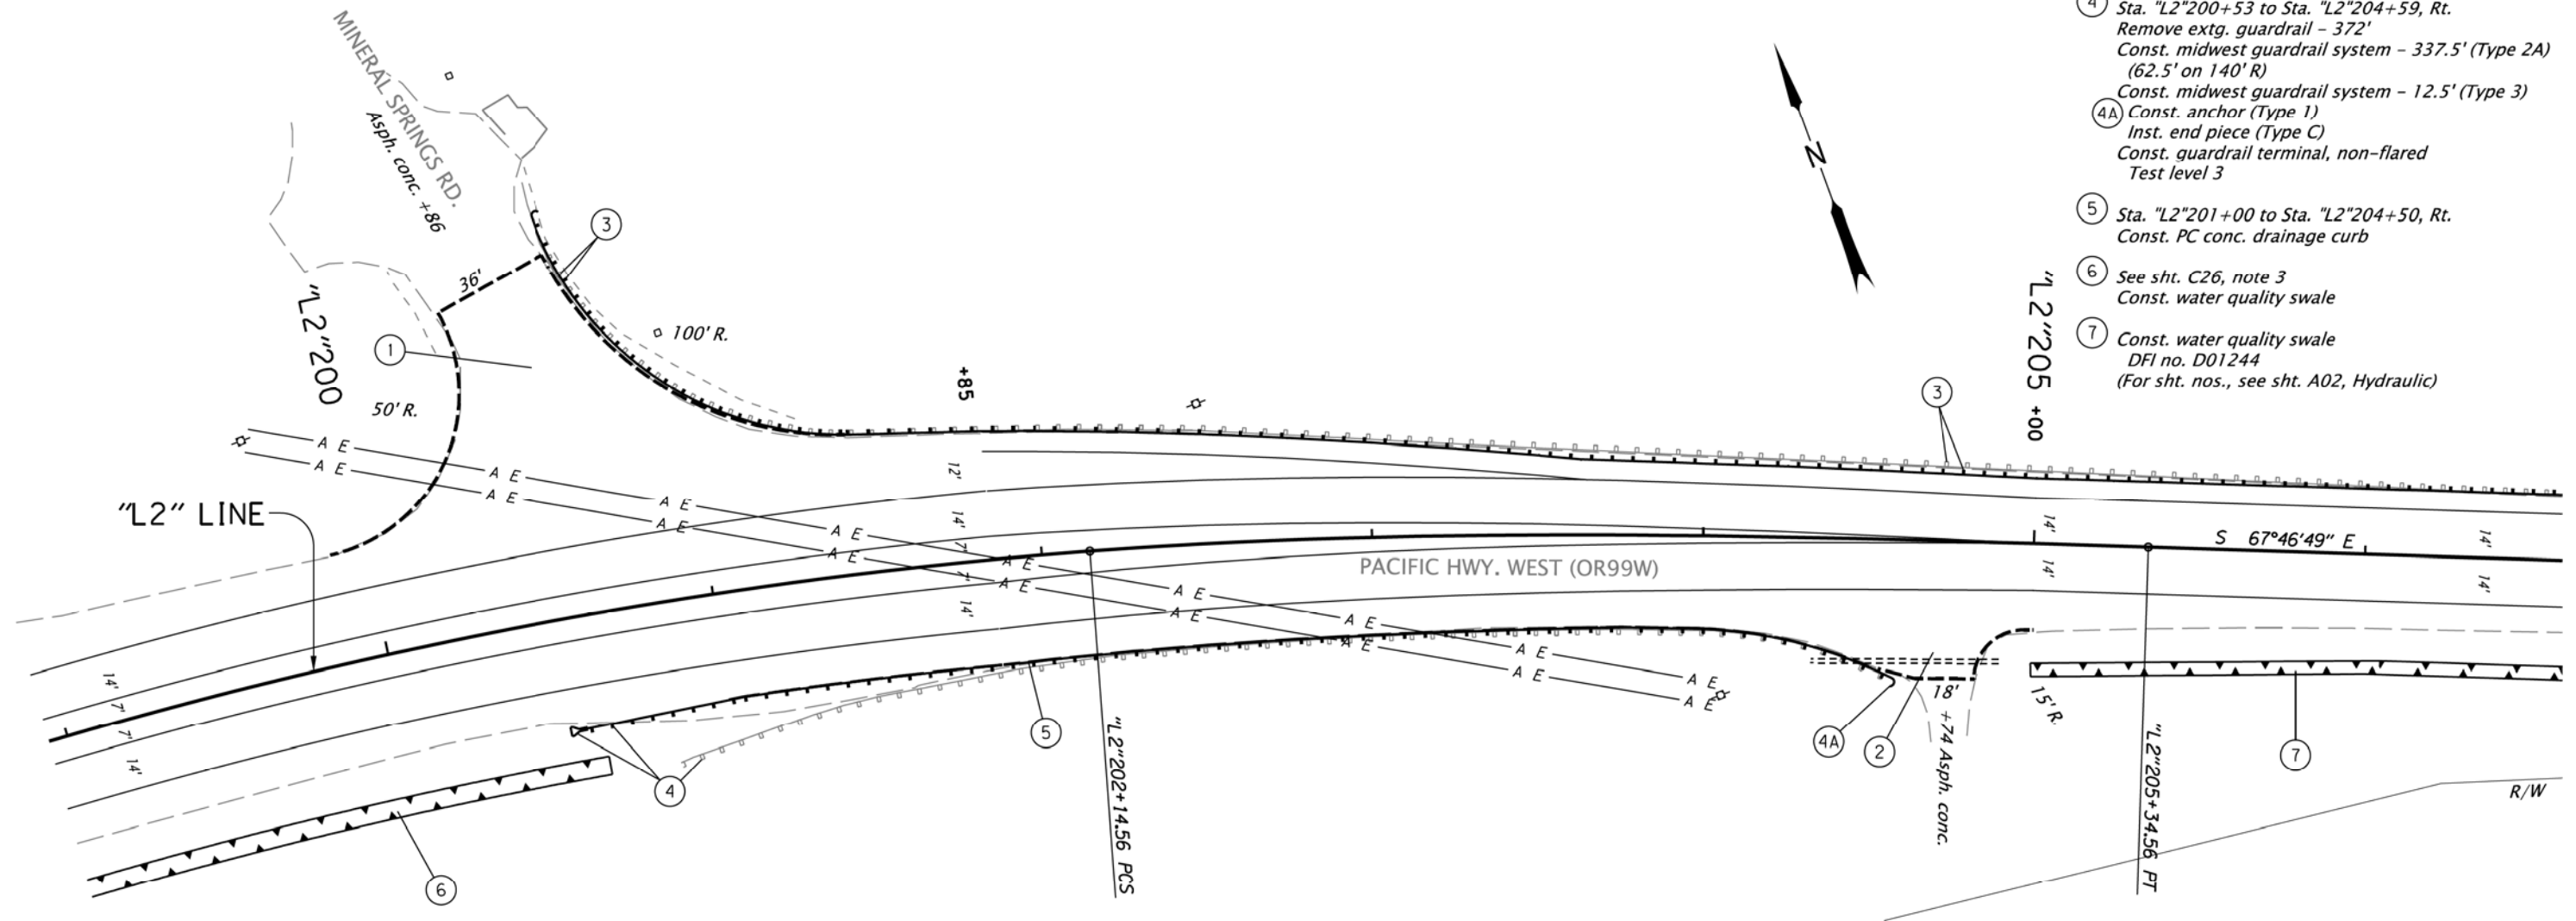 4 Sta. "L2"200+53 to Sta. "L2"204+59, Rt.
Remove extg. guardrail - 372'
Const. midwest guardrail system - 337.5' (Type 2A)
(62.5' on 140' R)
Const. midwest guardrail system - 12.5' (Type 3)
4A Const. anchor (Type 1)
Inst. end piece (Type C)
Const. guardrail terminal, non-flared
Test level 3
5 Sta. "L2"201+00 to Sta. "L2"204+50, Rt.
Const. PC conc. drainage curb
6 See sht. C26, note 3
Const. water quality swale
7 Const. water quality swale
DFI no. D01244
(For sht. nos., see sht. A02, Hydraulic)
MINERAL SPRINGS RD.
Asph. conc. +86
N
36'
3
1
"L2"200
50' R.
100' R.
+85
3
"L2"205 +00
A E A E A E A E A E A E A E A E A E
A E A E A E A E A E A E A E A E A E
"L2" LINE
12'
14'
7'
7'
14'
14'
14'
S 67°46'49" E
14'
14'
PACIFIC HWY. WEST (OR99W)
14'
7'
7'
14'
18'
15' R.
4
5
4A
2
7
6
+74 Asph. conc.
"L2"202+14.56 PCS
"L2"205+34.56 PT
R/W